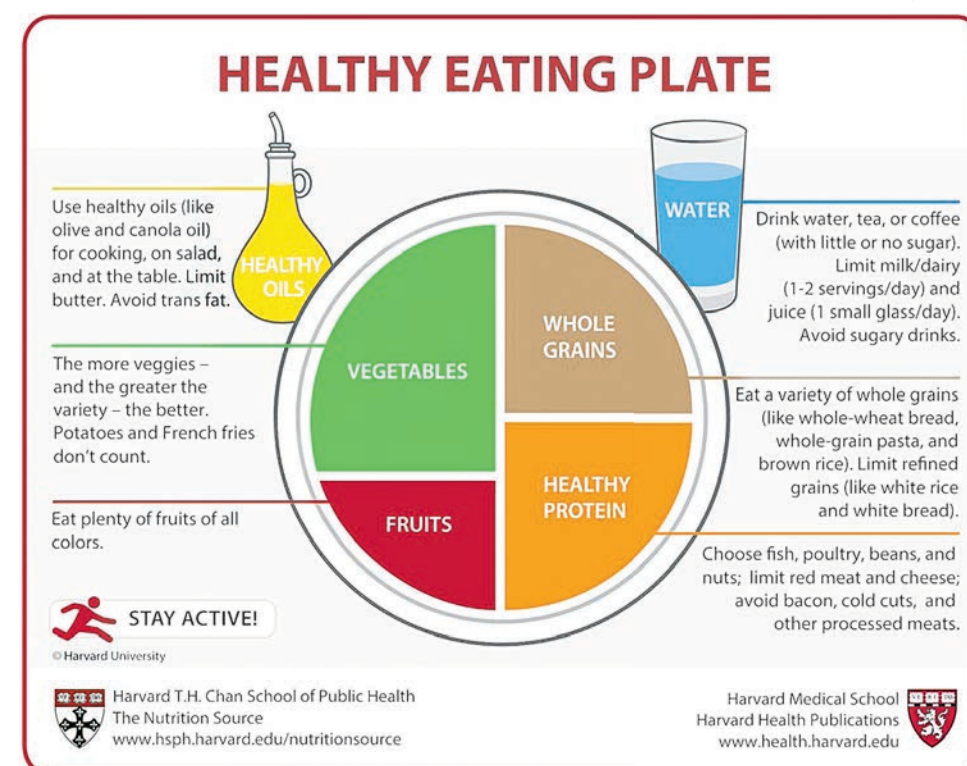 HEALTHY EATING PLATE
Use healthy oils (like
olive and canola oil)
for cooking, on salad,
and at the table. Limit
butter. Avoid trans fat.
HEALTHY
OILS
The more veggies –
and the greater the
variety – the better.
Potatoes and French fries
don't count.
Eat plenty of fruits of all
colors.
VEGETABLES
FRUITS
WHOLE
GRAINS
HEALTHY
PROTEIN
WATER
Drink water, tea, or coffee
(with little or no sugar).
Limit milk/dairy
(1-2 servings/day) and
juice (1 small glass/day).
Avoid sugary drinks.
Eat a variety of whole grains
(like whole-wheat bread,
whole-grain pasta, and
brown rice). Limit refined
grains (like white rice
and white bread).
Choose fish, poultry, beans, and
nuts; limit red meat and cheese;
avoid bacon, cold cuts, and
other processed meats.
STAY ACTIVE!
© Harvard University
Harvard T.H. Chan School of Public Health
The Nutrition Source
www.hsph.harvard.edu/nutritionsource
Harvard Medical School
Harvard Health Publications
www.health.harvard.edu